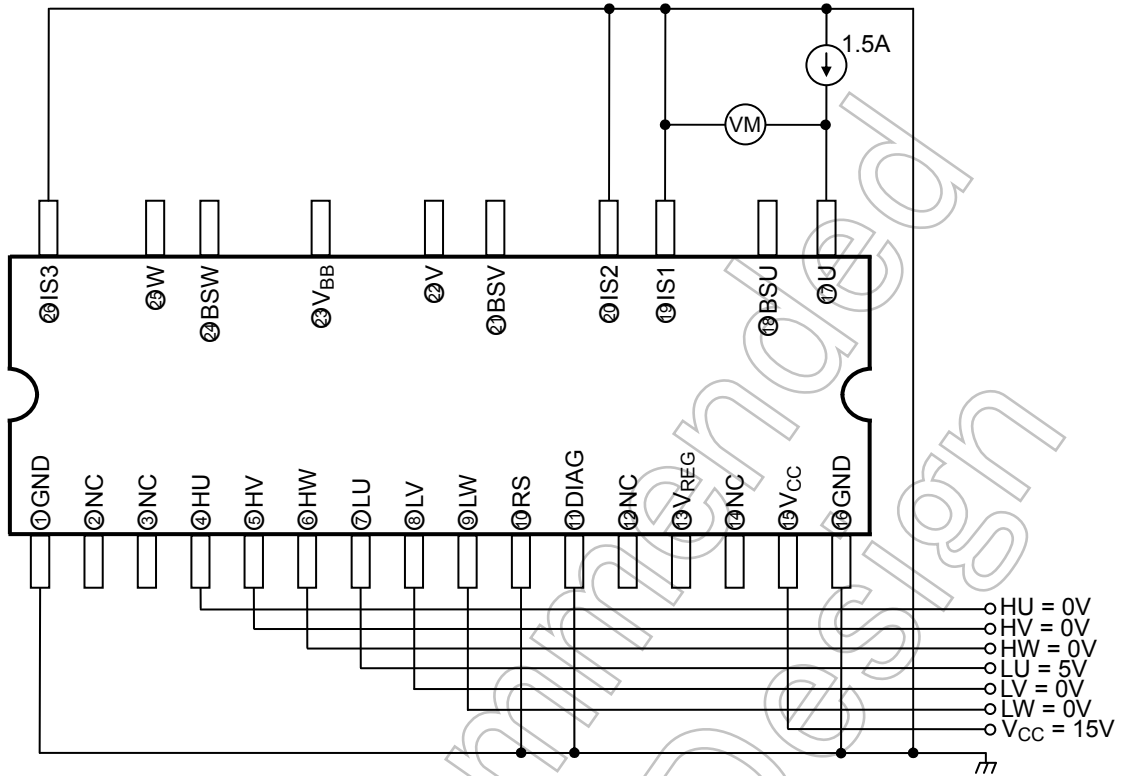 1.5A
VM
㉖IS3
㉕W
㉔BSW
㉓VBB
㉒V
㉑BSV
⑳IS2
⑲IS1
⑱BSU
⑰U
①GND
②NC
③NC
④HU
⑤HV
⑥HW
⑦LU
⑧LV
⑨LW
⑩RS
⑪DIAG
⑫NC
⑬VREG
⑭NC
⑮VCC
⑯GND
HU = 0V
HV = 0V
HW = 0V
LU = 5V
LV = 0V
LW = 0V
VCC = 15V
mmended
Design